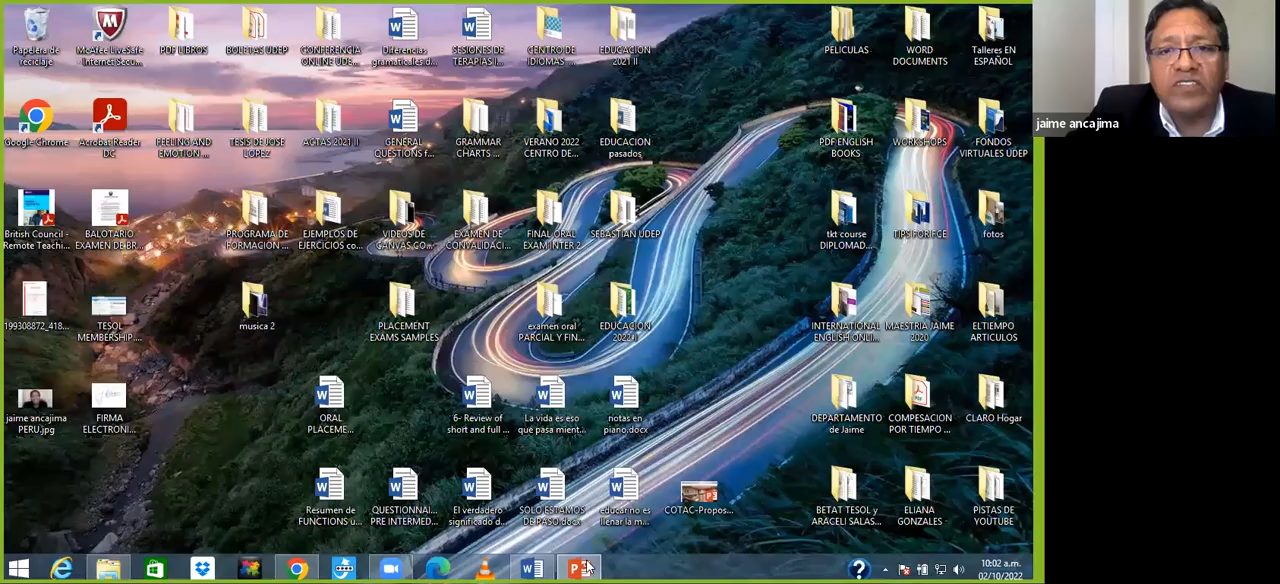 Papelera de
reciclaje
McAfee LiveSafe
- Internet Secu...
PDF LIBROS
BOLETAS UDEP
CONFERENCIA
ONLINE UDE...
Diferencias
gramaticales d...
SESIONES DE
TERAPIAS I...
CENTRO DE
IDIOMAS ...
EDUCACION
2021 II
PELICULAS
WORD
DOCUMENTS
Talleres EN
ESPAÑOL
jaime ancajima
Google Chrome
Acrobat Reader
DC
FEELING AND
EMOTION ...
TESIS DE JOSE
LOPEZ
ACTAS 2021 II
GENERAL
QUESTIONS f...
GRAMMAR
CHARTS ...
VERANO 2022
CENTRO DE...
EDUCACION
pasados
PDF ENGLISH
BOOKS
WORKSHOPS
FONDOS
VIRTUALES UDEP
British Council -
Remote Teachi...
BALOTARIO
EXAMEN DE BR...
PROGRAMA DE
FORMACION ...
EJEMPLOS DE
EJERCICIOS co...
VIDEOS DE
CANVAS CO...
EXAMEN DE
CONVALIDACI...
FINAL ORAL
EXAM INTER 2
SEBASTIAN UDEP
tkt course
DIPLOMAD...
TIPS FOR FCE
fotos
199308872_418...
TESOL
MEMBERSHIP....
musica 2
PLACEMENT
EXAMS SAMPLES
examen oral
PARCIAL Y FIN...
EDUCACION
2022 II
INTERNATIONAL
ENGLISH ONLI...
MAESTRIA JAIME
2020
ELTIEMPO
ARTICULOS
jaime ancajima
PERU.jpg
FIRMA
ELECTRONI...
ORAL
PLACEME...
6- Review of
short and full ...
La vida es eso
que pasa mient...
notas en
piano.docx
DEPARTAMENTO
de Jaime
COMPESACION
POR TIEMPO ...
CLARO Hogar
Resumen de
FUNCTIONS u...
QUESTIONNAI...
PRE INTERMED...
El verdadero
significado d...
SOLO ESTAMOS
DE PASO.docx
educar no es
llenar la m...
COTAC-Propos...
BETAT TESOL y
ARACELI SALAS...
ELIANA
GONZALES
PISTAS DE
YOUTUBE
10:02 a.m.
02/10/2022